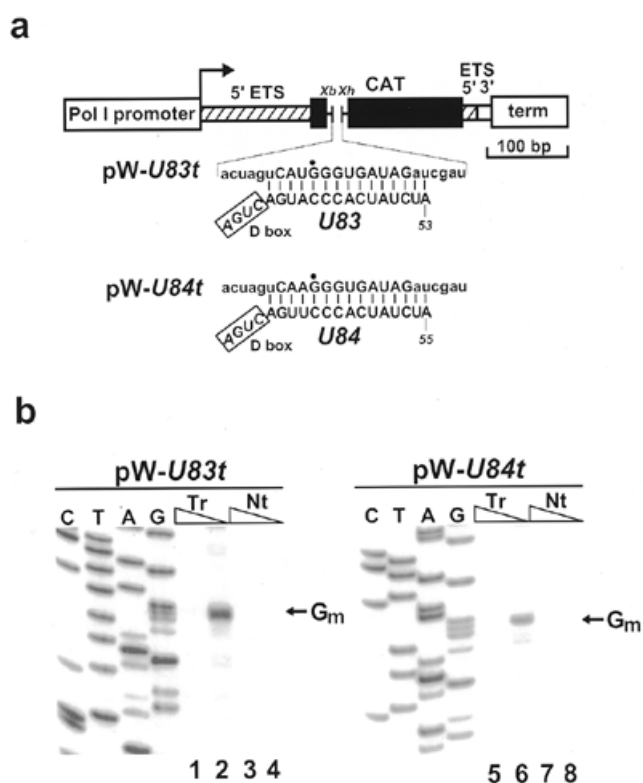 a
ETS
5' ETS Xb Xh CAT 5' 3'
Pol I promoter term
100 bp
pW-U83t acuaguCAUGGGUGAUAGaucgau
AGUC AGUACCCACUAUCUA
D box U83 53
pW-U84t acuaguCAAGGGUGAUAGaucgau
AGUC AGUUCCCACUAUCUA
D box U84 55
b
pW-U83t pW-U84t
Tr Nt Tr Nt
C T A G C T A G
Gm Gm
1 2 3 4 5 6 7 8